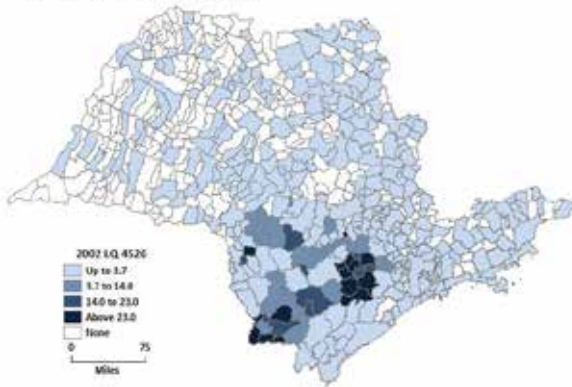 2002 LQ 4526
Up to 3.7
3.7 to 14.0
14.0 to 23.0
Above 23.0
None
0 75
Miles